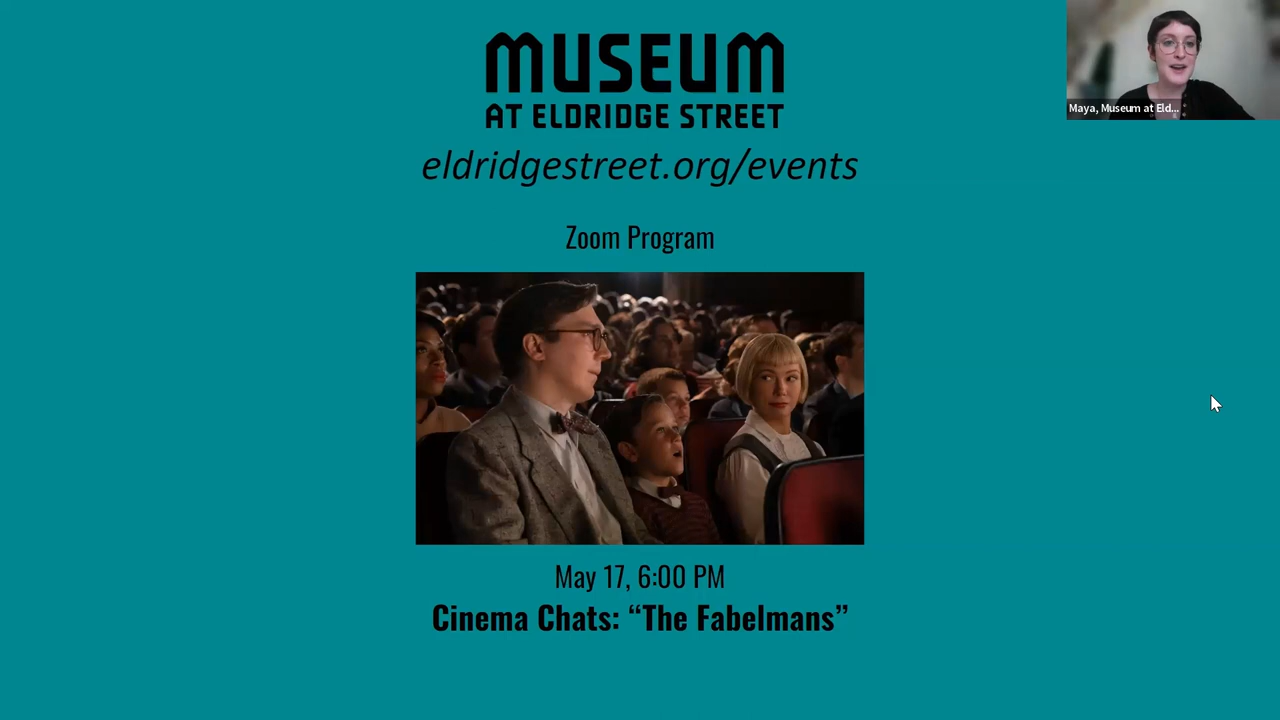 MUSEUM
AT ELDRIDGE STREET
eldridgestreet.org/events
Maya, Museum at Eld...
Zoom Program
May 17, 6:00 PM
Cinema Chats: “The Fabelmans”